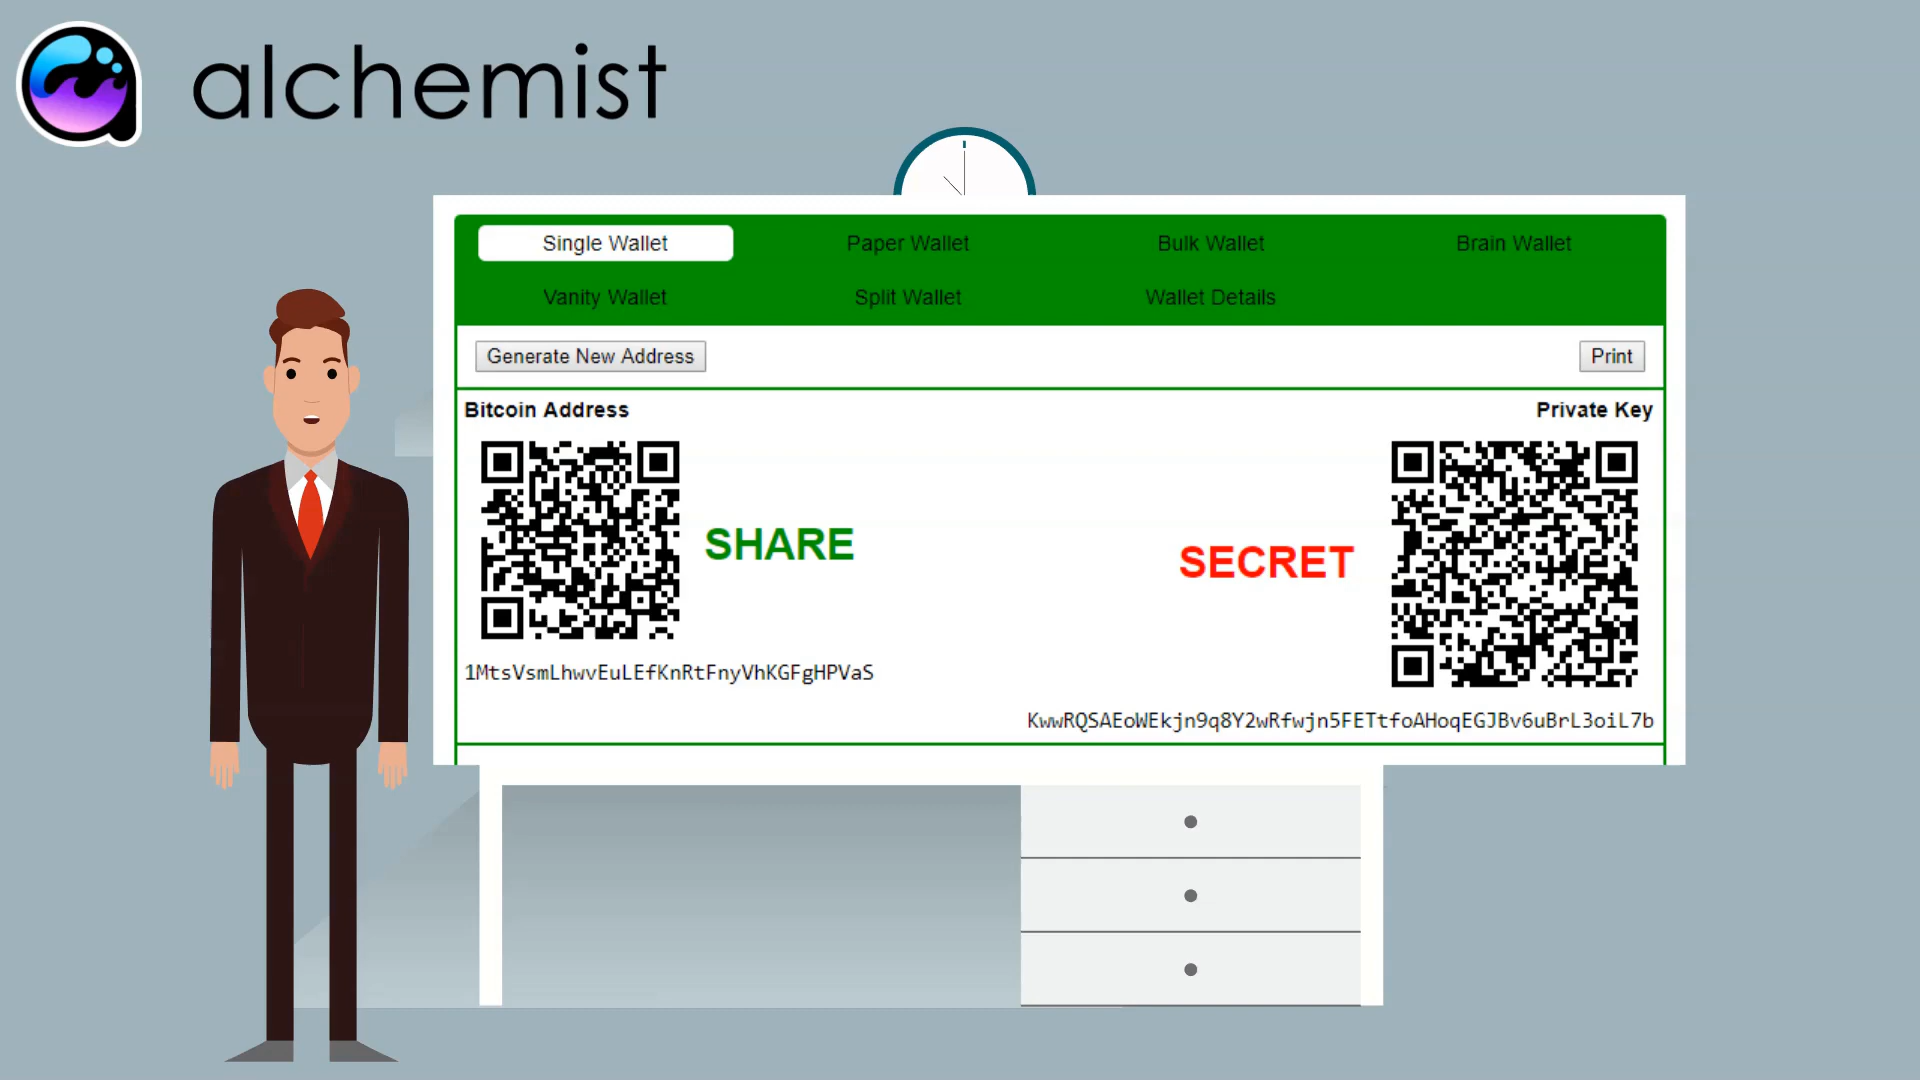 alchemist
Single Wallet Paper Wallet Bulk Wallet Brain Wallet
Vanity Wallet Split Wallet Wallet Details
Generate New Address Print
Bitcoin Address Private Key
SHARE SECRET
1MtsVsmLhwvEuLEfKnRtFnyVhKGFgHPVaS
KwwRQSAEoWEkjn9q8Y2wRfwjn5FETtfoAHoqEGJBv6uBrL3oiL7b